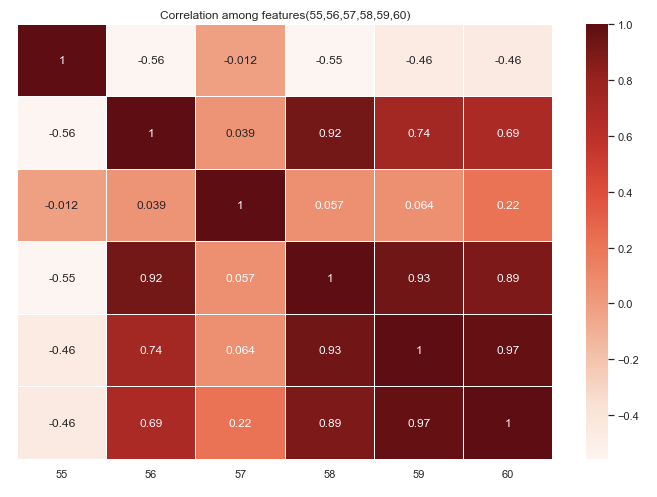 Correlation among features(55,56,57,58,59,60)
1 -0.56 -0.012 -0.55 -0.46 -0.46
-0.56 1 0.039 0.92 0.74 0.69
-0.012 0.039 1 0.057 0.064 0.22
-0.55 0.92 0.057 1 0.93 0.89
-0.46 0.74 0.064 0.93 1 0.97
-0.46 0.69 0.22 0.89 0.97 1
55 56 57 58 59 60
1.0
0.8
0.6
0.4
0.2
0.0
−0.2
−0.4